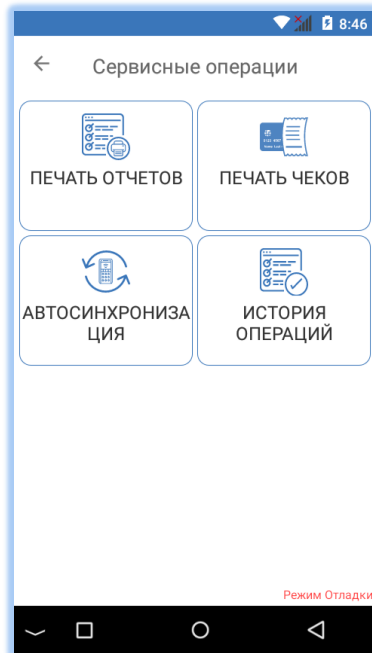 8:46
Сервисные операции
ПЕЧАТЬ ОТЧЕТОВ
ПЕЧАТЬ ЧЕКОВ
АВТОСИНХРОНИЗА
ЦИЯ
ИСТОРИЯ
ОПЕРАЦИЙ
Режим Отладки